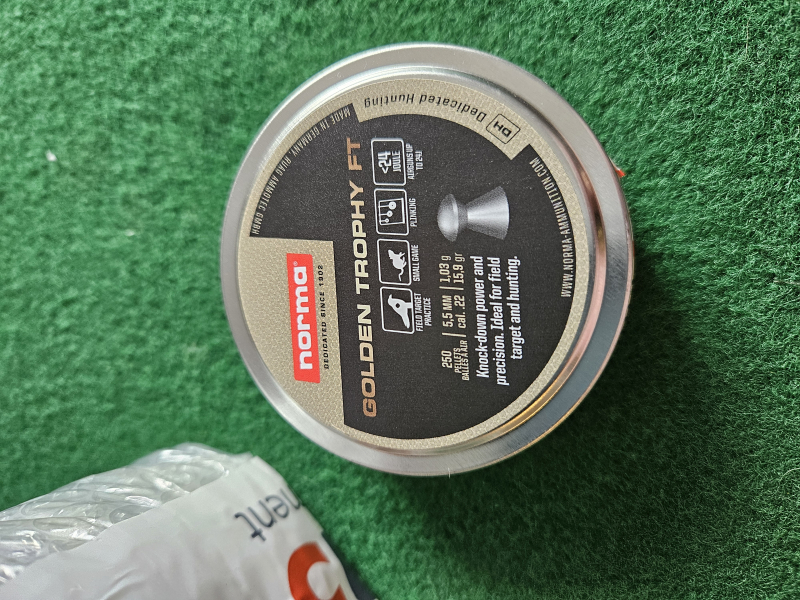 norma
DEDICATED SINCE 1902
MADE IN GERMANY, RUAG AMMOTEC GMBH
Dedicated Hunting
DH
GOLDEN TROPHY FT
FIELD TARGET
PRACTICE
SMALL GAME
PLINKING
<24
JOULE
AIRGUNS UP
TO 24J
250
PELLETS
BALLES À AIR
5,5 MM
cal. .22
1,03 g
15,9 gr
Knock-down power and
precision. Ideal for field
target and hunting.
WWW.NORMA-AMMUNITION.COM
ment